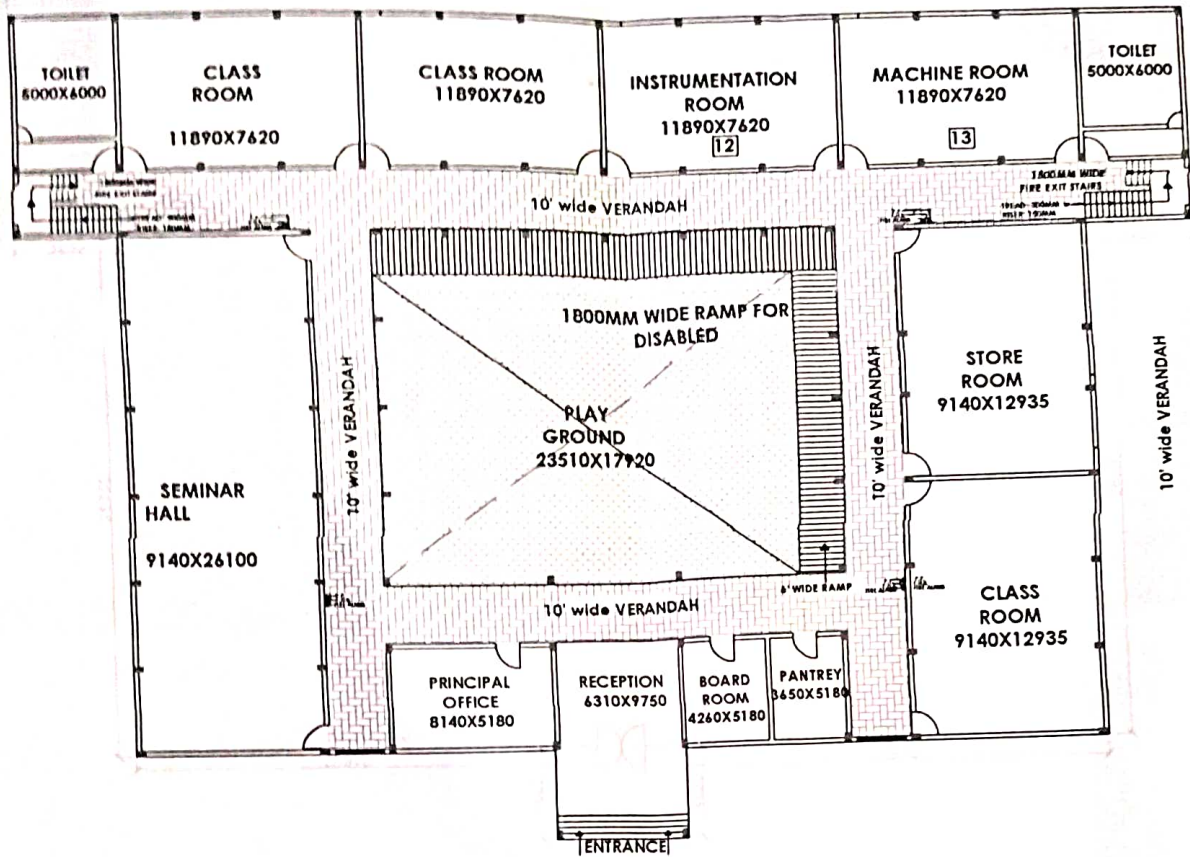 TOILET
5000X6000
CLASS
ROOM
11890X7620
CLASS ROOM
11890X7620
INSTRUMENTATION
ROOM
11890X7620
12
MACHINE ROOM
11890X7620
13
TOILET
5000X6000
10' wide VERANDAH
1800MM WIDE
FIRE EXIT STAIRS
FIRE EXIT STAIRS
1800MM WIDE RAMP FOR
DISABLED
PLAY
GROUND
23510X17920
10' wide VERANDAH
10' wide VERANDAH
10' wide VERANDAH
SEMINAR
HALL
9140X26100
STORE
ROOM
9140X12935
CLASS
ROOM
9140X12935
6' WIDE RAMP
10' wide VERANDAH
PRINCIPAL
OFFICE
8140X5180
RECEPTION
6310X9750
BOARD
ROOM
4260X5180
PANTREY
3650X5180
ENTRANCE